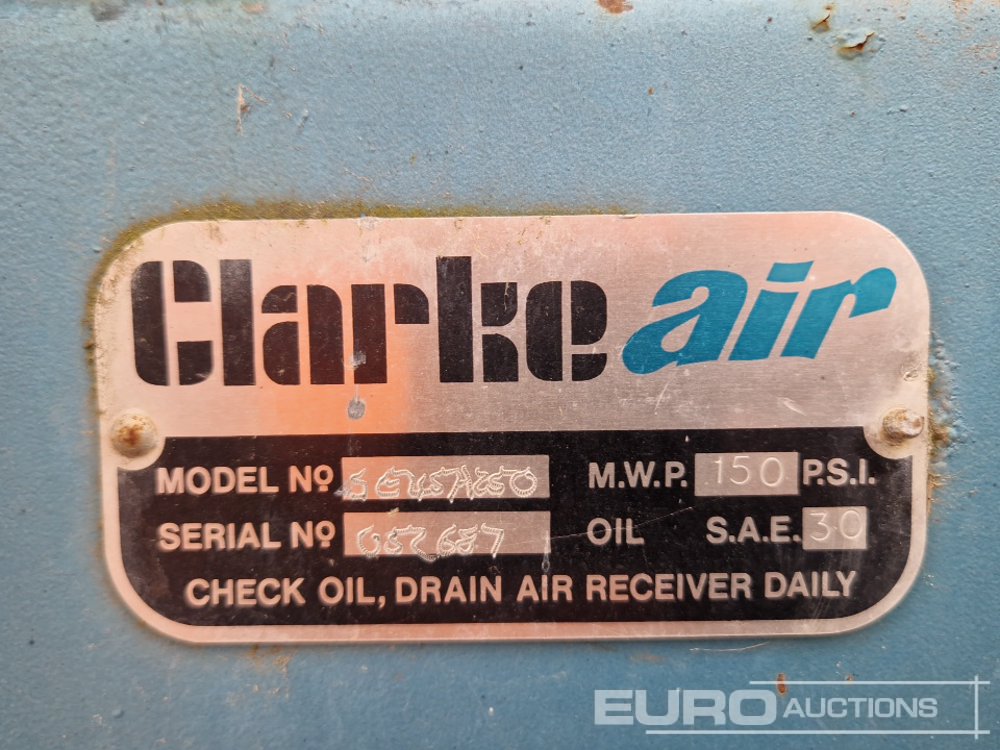 Clarke air
MODEL Nº M.W.P. 150 P.S.I.
SERIAL Nº OIL S.A.E. 30
CHECK OIL, DRAIN AIR RECEIVER DAILY
EURO AUCTIONS